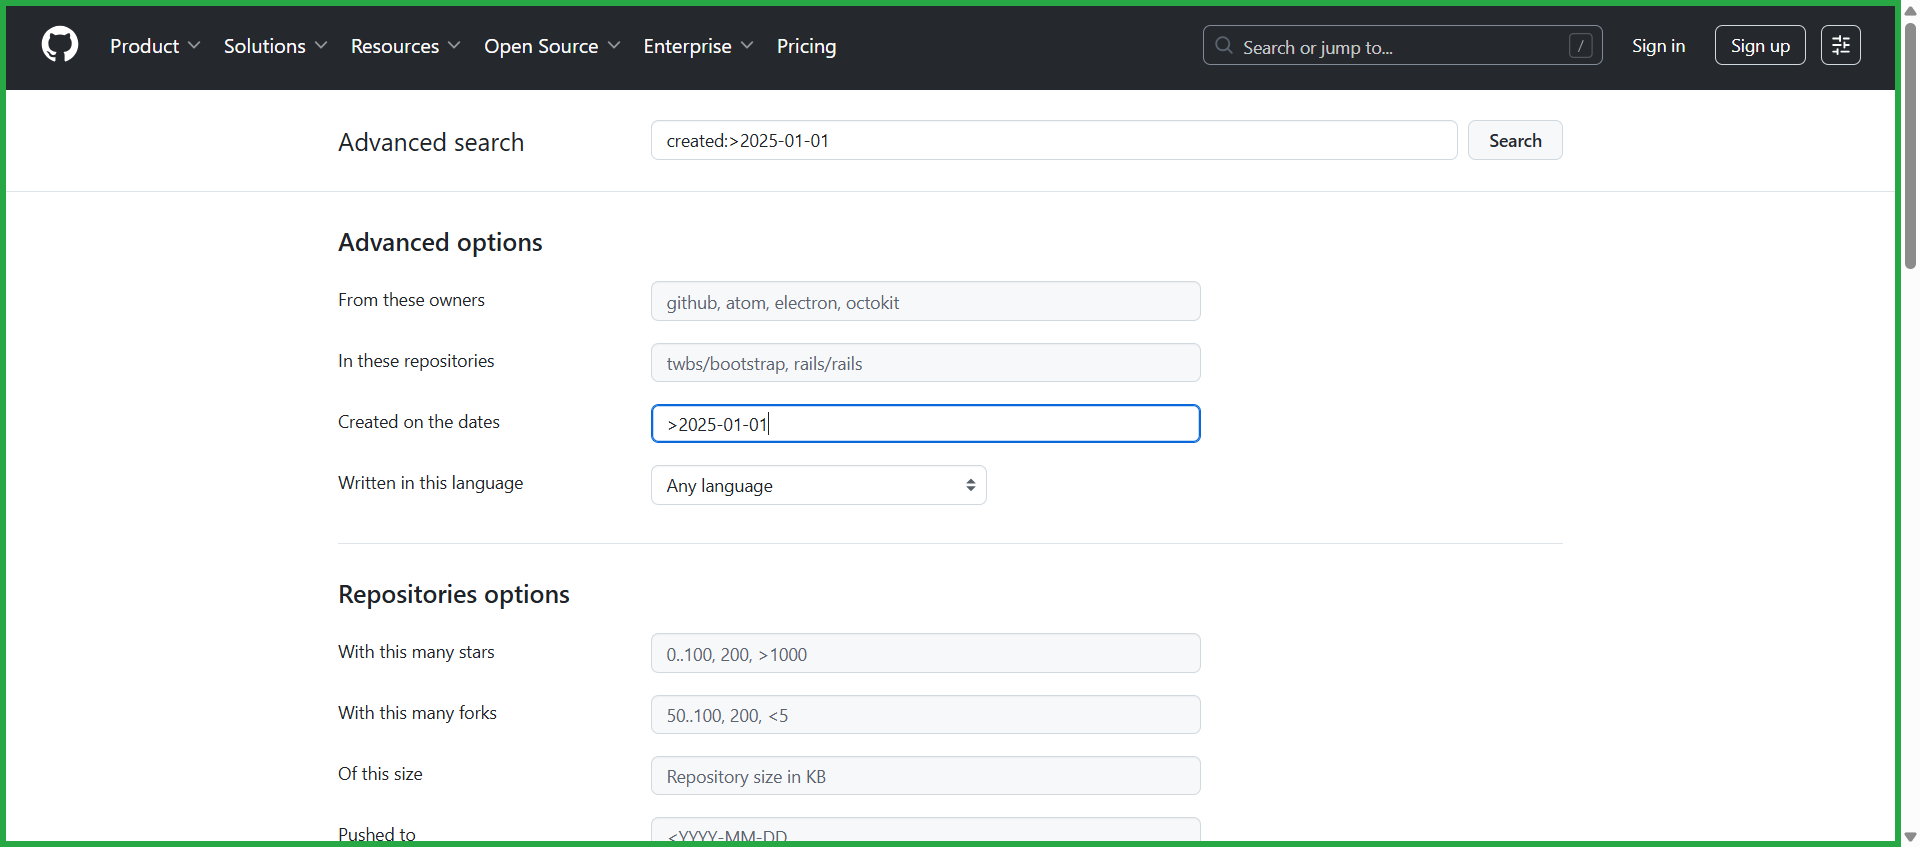 Product Solutions Resources Open Source Enterprise Pricing Search or jump to... / Sign in Sign up
Advanced search created:>2025-01-01 Search
Advanced options
From these owners github, atom, electron, octokit
In these repositories twbs/bootstrap, rails/rails
Created on the dates >2025-01-01
Written in this language Any language
Repositories options
With this many stars 0..100, 200, >1000
With this many forks 50..100, 200, <5
Of this size Repository size in KB
Pushed to <YYYY-MM-DD